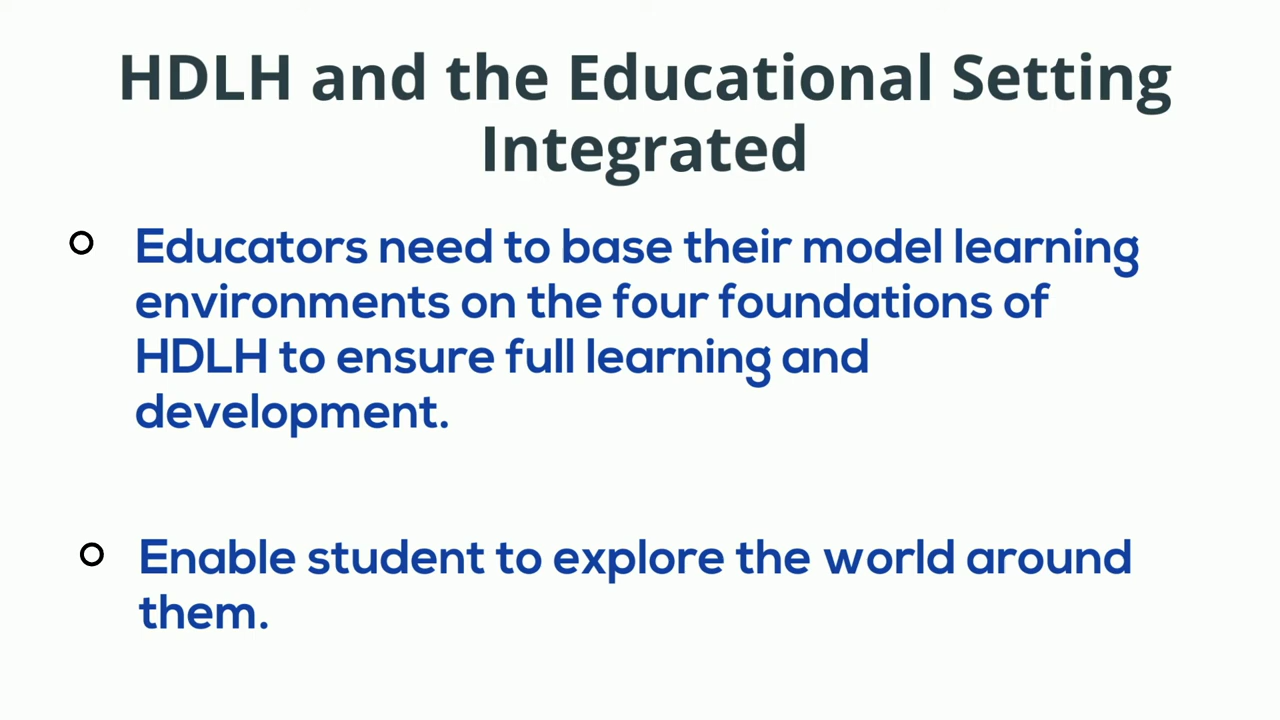 HDLH and the Educational Setting
Integrated
Educators need to base their model learning
environments on the four foundations of
HDLH to ensure full learning and
development.
Enable student to explore the world around
them.